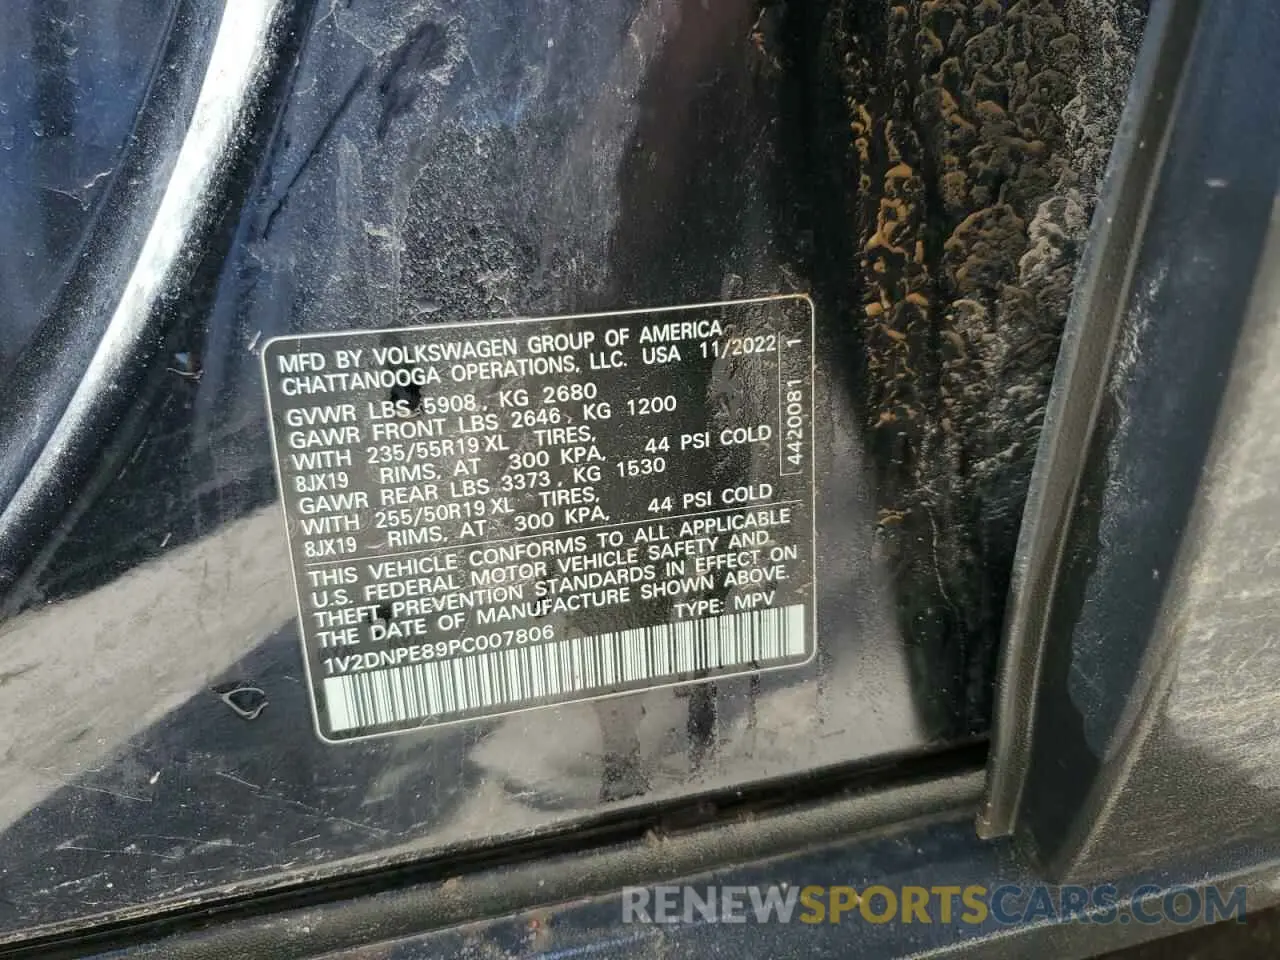 MFD BY VOLKSWAGEN GROUP OF AMERICA
CHATTANOOGA OPERATIONS, LLC. USA 11/2022
GVWR LBS 5908, KG 2680
GAWR FRONT LBS 2646, KG 1200
WITH 235/55R19 XL TIRES,
8JX19 RIMS, AT 300 KPA, 44 PSI COLD
GAWR REAR LBS 3373, KG 1530
WITH 255/50R19 XL TIRES,
8JX19 RIMS, AT 300 KPA, 44 PSI COLD
THIS VEHICLE CONFORMS TO ALL APPLICABLE
U.S. FEDERAL MOTOR VEHICLE SAFETY AND
THEFT PREVENTION STANDARDS IN EFFECT ON
THE DATE OF MANUFACTURE SHOWN ABOVE.
1V2DNPE89PC007806 TYPE: MPV
4420081 1
RENEWSPORTSCARS.COM